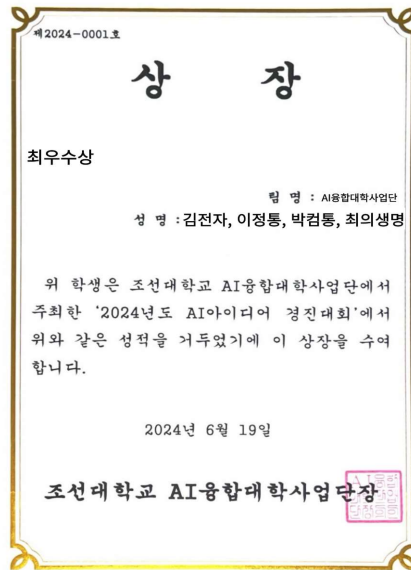 제2024-0001호
상 장
최우수상
팀 명 : AI융합대학사업단
성 명 : 김전자, 이정통, 박컴퓨, 최의생명
위 학생은 조선대학교 AI융합대학사업단에서
주최한 '2024년도 AI아이디어 경진대회'에서
위와 같은 성적을 거두었기에 이 상장을 수여
합니다.
2024년 6월 19일
조선대학교 AI융합대학사업단장